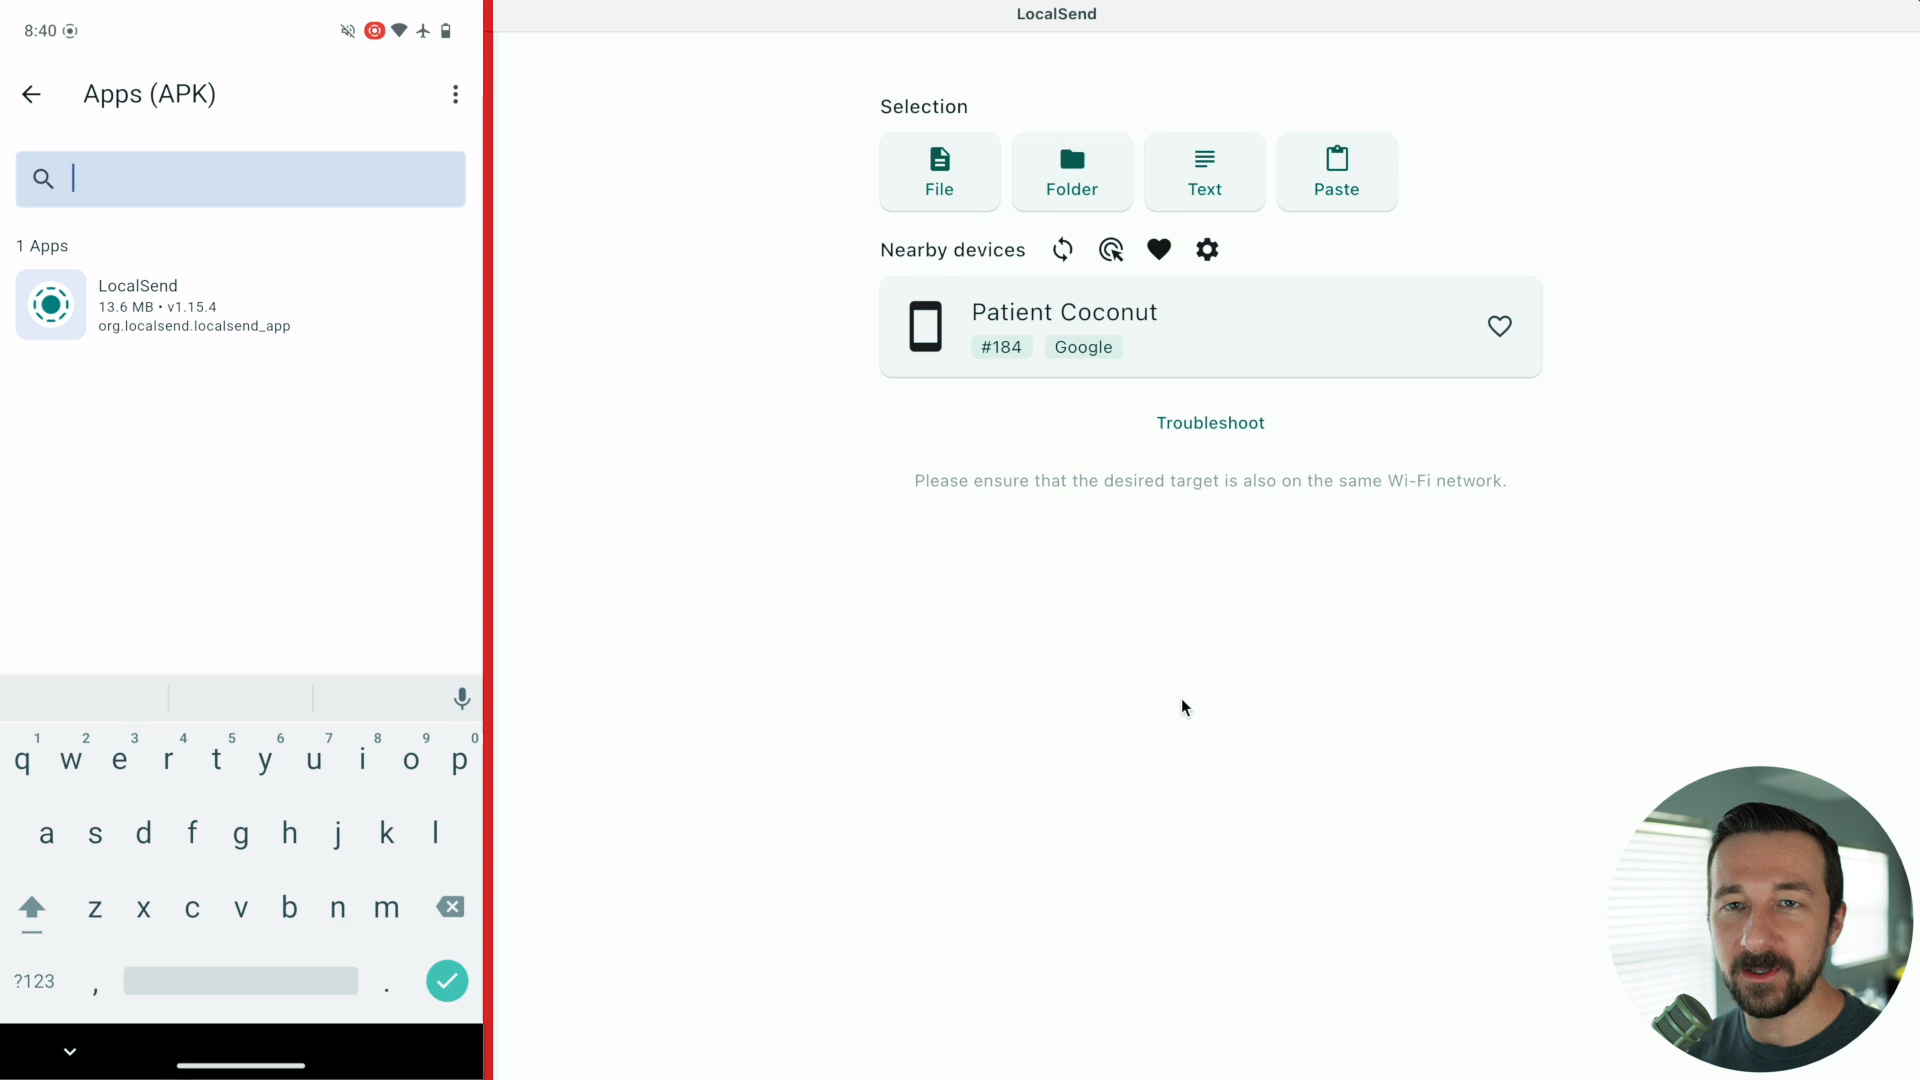 8:40
Apps (APK)
1 Apps
LocalSend
13.6 MB • v1.15.4
org.localsend.localsend_app
1 2 3 4 5 6 7 8 9 0
q w e r t y u i o p
a s d f g h j k l
z x c v b n m
?123 , .
LocalSend
Selection
File Folder Text Paste
Nearby devices
Patient Coconut
#184 Google
Troubleshoot
Please ensure that the desired target is also on the same Wi-Fi network.